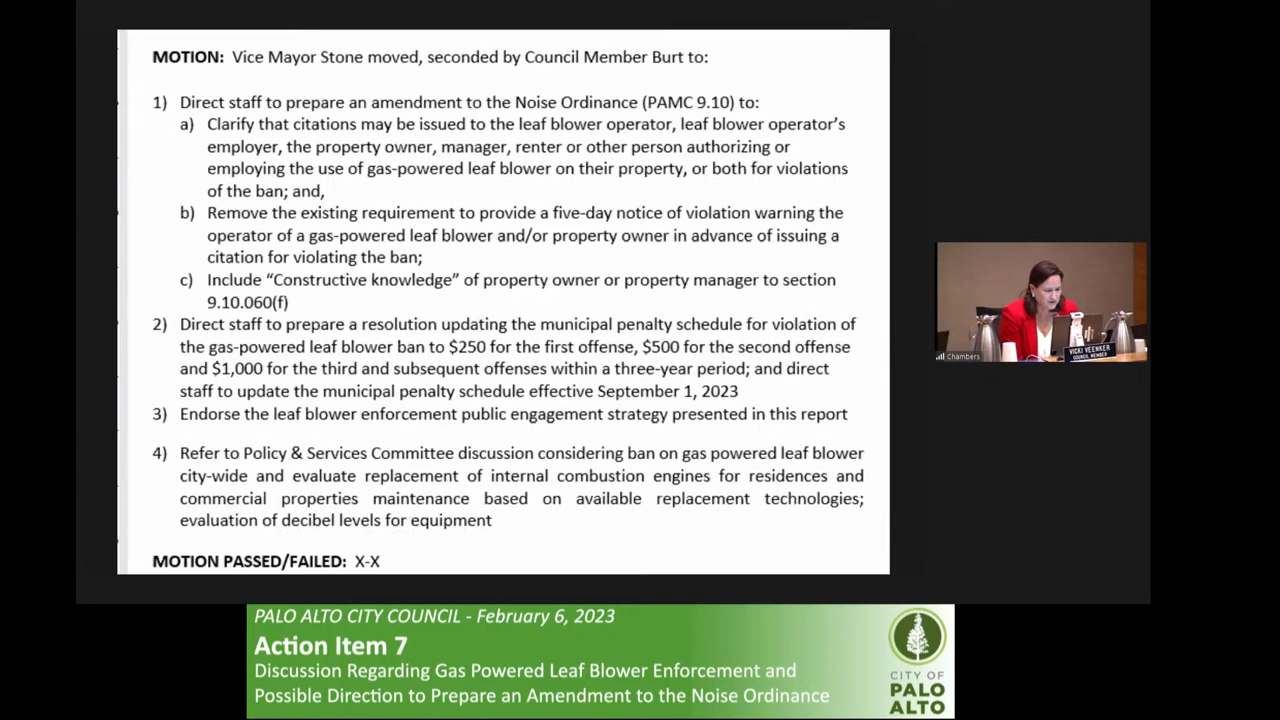 MOTION: Vice Mayor Stone moved, seconded by Council Member Burt to:
1) Direct staff to prepare an amendment to the Noise Ordinance (PAMC 9.10) to:
a) Clarify that citations may be issued to the leaf blower operator, leaf blower operator's
employer, the property owner, manager, renter or other person authorizing or
employing the use of gas-powered leaf blower on their property, or both for violations
of the ban; and,
b) Remove the existing requirement to provide a five-day notice of violation warning the
operator of a gas-powered leaf blower and/or property owner in advance of issuing a
citation for violating the ban;
c) Include “Constructive knowledge” of property owner or property manager to section
9.10.060(f)
2) Direct staff to prepare a resolution updating the municipal penalty schedule for violation of
the gas-powered leaf blower ban to $250 for the first offense, $500 for the second offense
and $1,000 for the third and subsequent offenses within a three-year period; and direct
staff to update the municipal penalty schedule effective September 1, 2023
3) Endorse the leaf blower enforcement public engagement strategy presented in this report
4) Refer to Policy & Services Committee discussion considering ban on gas powered leaf blower
city-wide and evaluate replacement of internal combustion engines for residences and
commercial properties maintenance based on available replacement technologies;
evaluation of decibel levels for equipment
MOTION PASSED/FAILED: X-X
Chambers
VICKI VEENKER
COUNCIL MEMBER
PALO ALTO CITY COUNCIL - February 6, 2023
Action Item 7
Discussion Regarding Gas Powered Leaf Blower Enforcement and
Possible Direction to Prepare an Amendment to the Noise Ordinance
CITY OF
PALO
ALTO